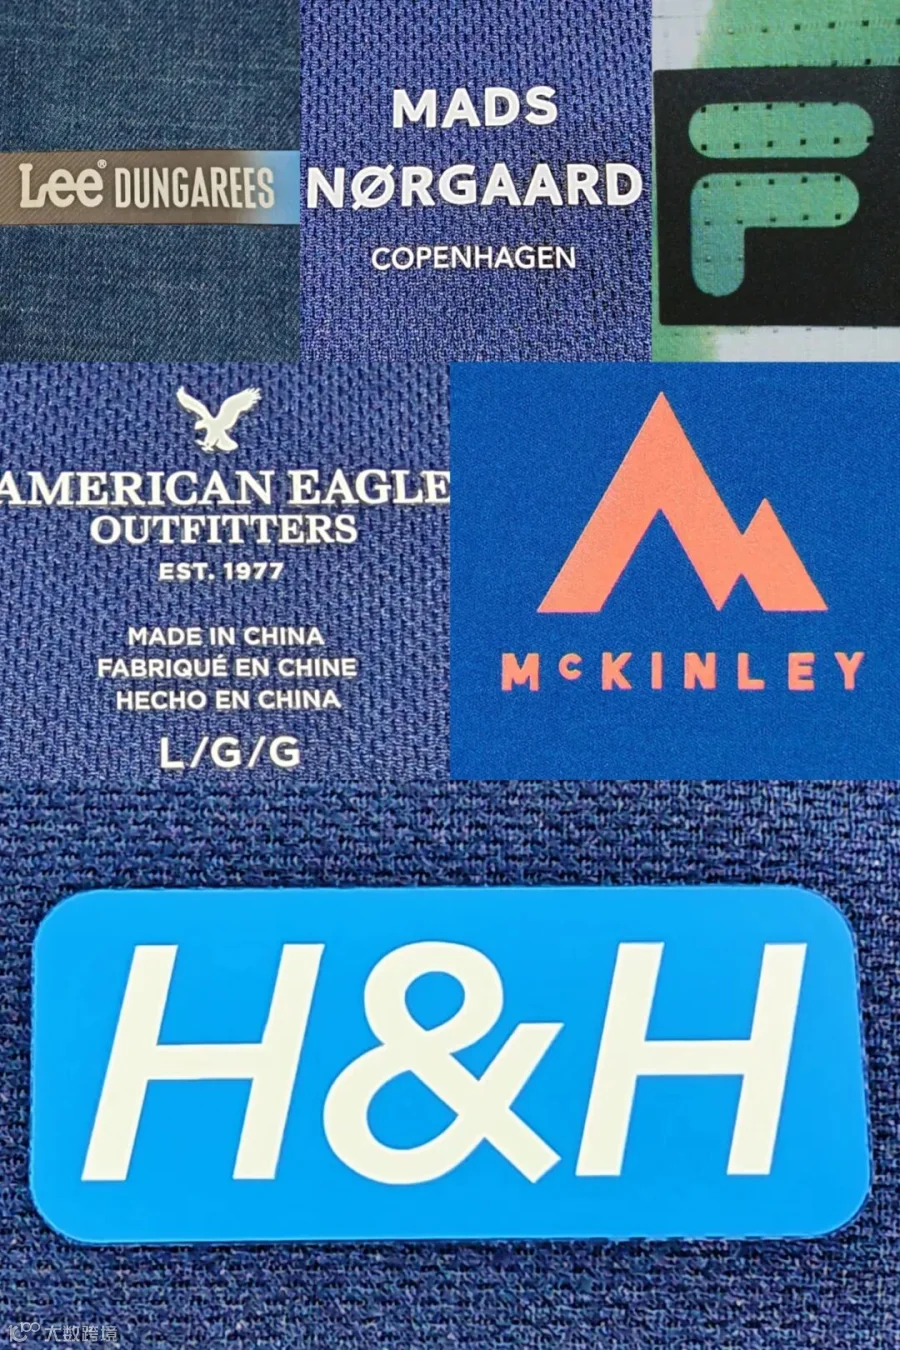 Lee® DUNGAREES
MADS
NØRGAARD
COPENHAGEN
F
AMERICAN EAGLE
OUTFITTERS
EST. 1977
MADE IN CHINA
FABRIQUÉ EN CHINE
HECHO EN CHINA
L/G/G
McKINLEY
H&H
大数跨境